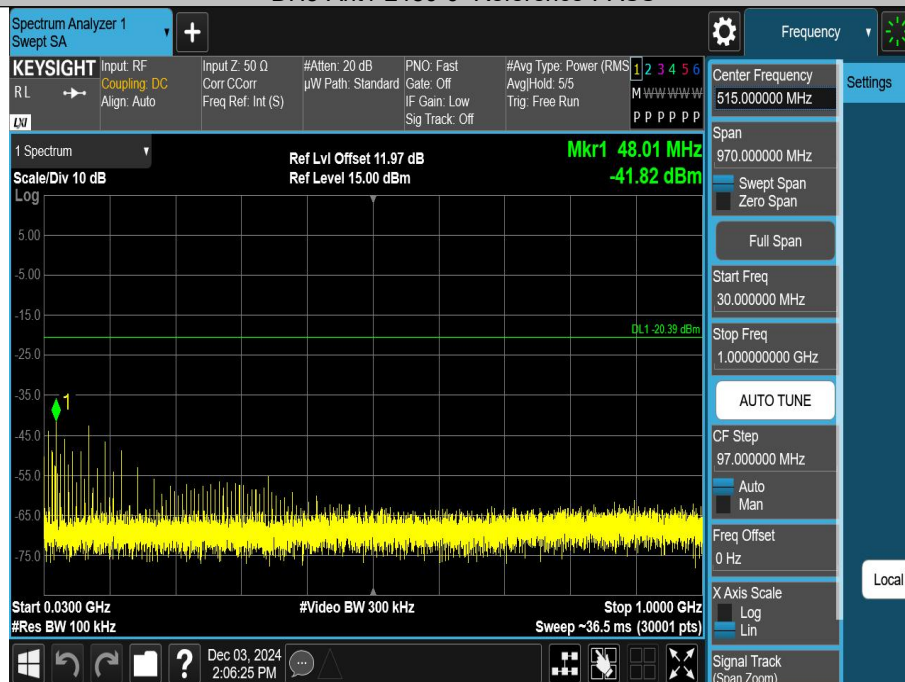 Spectrum Analyzer 1
Swept SA
Frequency
KEYSIGHT
RL
LXI
Input: RF
Coupling: DC
Align: Auto
Input Z: 50 Ω
Corr CCorr
Freq Ref: Int (S)
#Atten: 20 dB
µW Path: Standard
PNO: Fast
Gate: Off
IF Gain: Low
Sig Track: Off
#Avg Type: Power (RMS
Avg|Hold: 5/5
Trig: Free Run
1 2 3 4 5 6
M W W W W W
P P P P P P
1 Spectrum
Scale/Div 10 dB
Log
Ref Lvl Offset 11.97 dB
Ref Level 15.00 dBm
Mkr1 48.01 MHz
-41.82 dBm
5.00
-5.00
-15.0
DL1 -20.39 dBm
-25.0
-35.0
1
-45.0
-55.0
-65.0
-75.0
Start 0.0300 GHz
#Res BW 100 kHz
#Video BW 300 kHz
Stop 1.0000 GHz
Sweep ~36.5 ms (30001 pts)
Dec 03, 2024
2:06:25 PM
Center Frequency
515.000000 MHz
Settings
Span
970.000000 MHz
Swept Span
Zero Span
Full Span
Start Freq
30.000000 MHz
Stop Freq
1.000000000 GHz
AUTO TUNE
CF Step
97.000000 MHz
Auto
Man
Freq Offset
0 Hz
Local
X Axis Scale
Log
Lin
Signal Track
(Span Zoom)